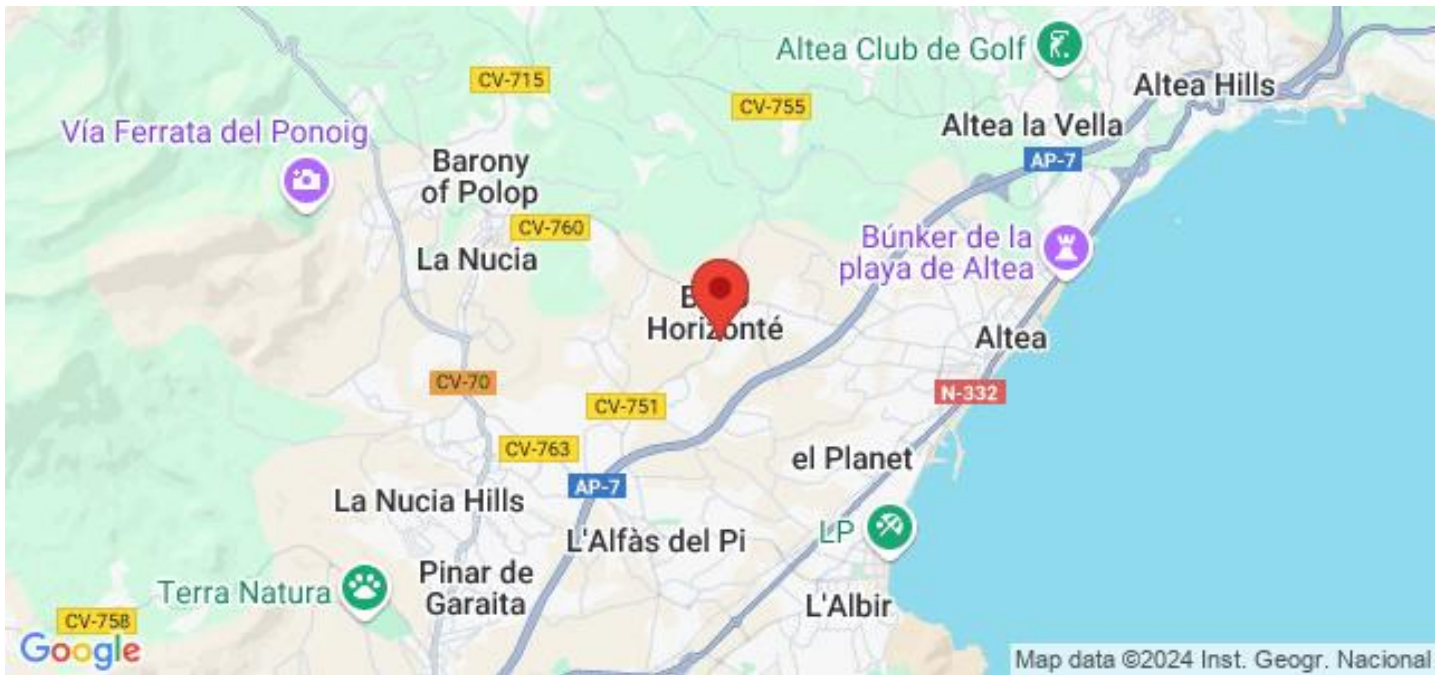 Altea Club de Golf
CV-715
Altea Hills
CV-755
Vía Ferrata del Ponoig
Altea la Vella
Barony
of Polop
AP-7
CV-760
Búnker de la
playa de Altea
La Nucia
Horizonté
Altea
CV-70
N-332
CV-751
CV-763
el Planet
AP-7
La Nucia Hills
LP
L'Alfàs del Pi
Pinar de
Garaita
Terra Natura
L'Albir
CV-758
Google
Map data ©2024 Inst. Geogr. Nacional